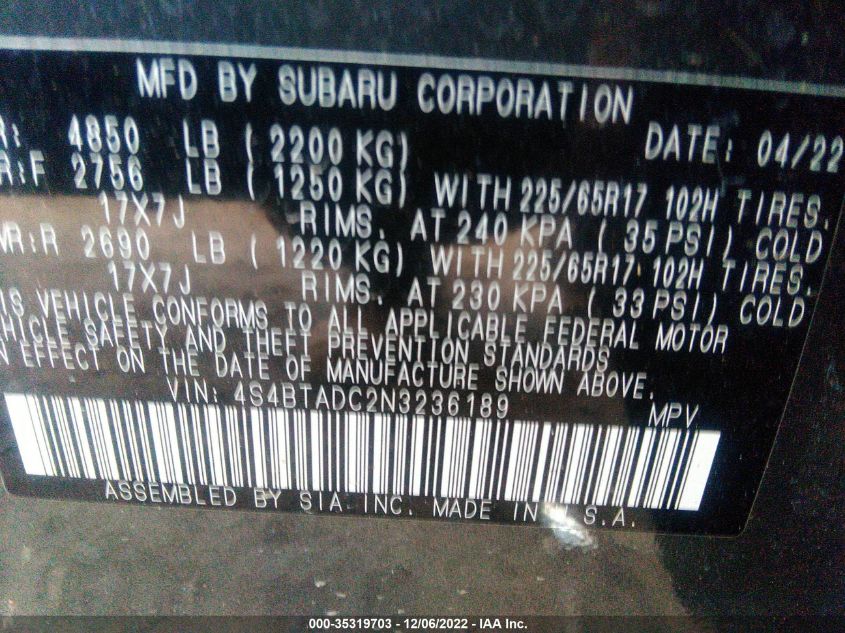 MFD BY SUBARU CORPORATION
R: 4850 LB ( 2200 KG) DATE: 04/22
R:F 2756 LB ( 1250 KG) WITH 225/65R17 102H TIRES.
17X7J RIMS. AT 240 KPA ( 35 PSI) COLD
WR:R 2690 LB ( 1220 KG) WITH 225/65R17 102H TIRES.
17X7J RIMS. AT 230 KPA ( 33 PSI) COLD
IS VEHICLE CONFORMS TO ALL APPLICABLE FEDERAL MOTOR
HICLE SAFETY AND THEFT PREVENTION STANDARDS
N EFFECT ON THE DATE OF MANUFACTURE SHOWN ABOVE.
VIN: 4S4BTADC2N3236189 MPV
ASSEMBLED BY SIA INC. MADE IN U.S.A.
000-35319703 - 12/06/2022 - IAA Inc.